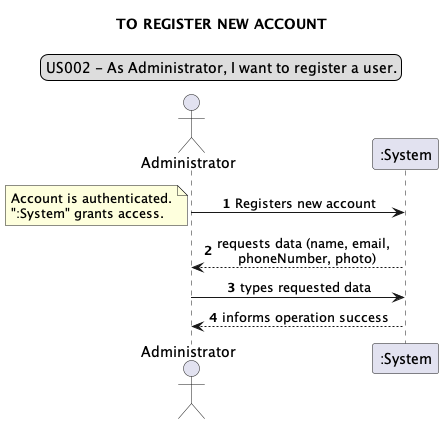 TO REGISTER NEW ACCOUNT
US002 – As Administrator, I want to register a user.
Administrator
:System
Account is authenticated.
":System" grants access.
1 Registers new account
2 requests data (name, email,
phoneNumber, photo)
3 types requested data
4 informs operation success
Administrator
:System